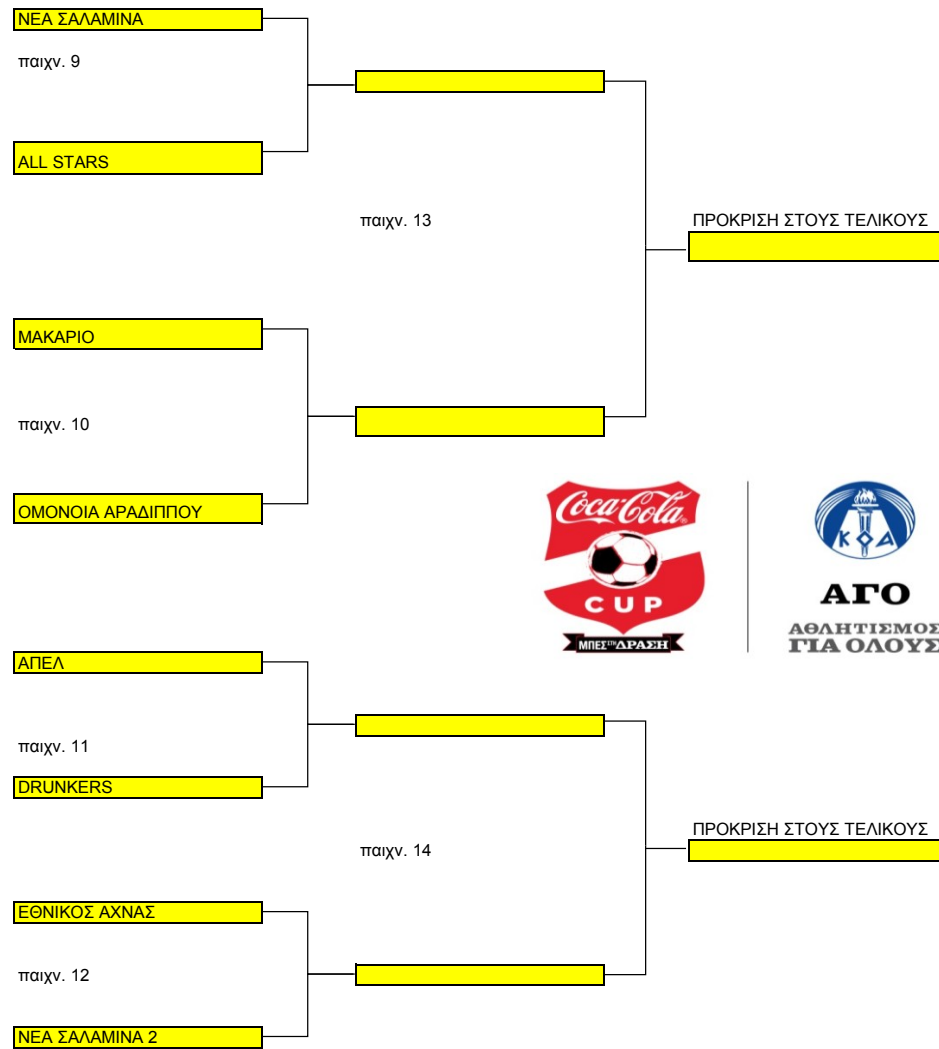 ΝΕΑ ΣΑΛΑΜΙΝΑ
παιχν. 9
ALL STARS
παιχν. 13
ΠΡΟΚΡΙΣΗ ΣΤΟΥΣ ΤΕΛΙΚΟΥΣ
ΜΑΚΑΡΙΟ
παιχν. 10
ΟΜΟΝΟΙΑ ΑΡΑΔΙΠΠΟΥ
Coca-Cola
CUP
ΜΠΕΣ ΣΤΗ ΔΡΑΣΗ
ΚΟΑ
ΑΓΟ
ΑΘΛΗΤΙΣΜΟΣ
ΓΙΑ ΟΛΟΥΣ
ΑΠΕΛ
παιχν. 11
DRUNKERS
παιχν. 14
ΠΡΟΚΡΙΣΗ ΣΤΟΥΣ ΤΕΛΙΚΟΥΣ
ΕΘΝΙΚΟΣ ΑΧΝΑΣ
παιχν. 12
ΝΕΑ ΣΑΛΑΜΙΝΑ 2